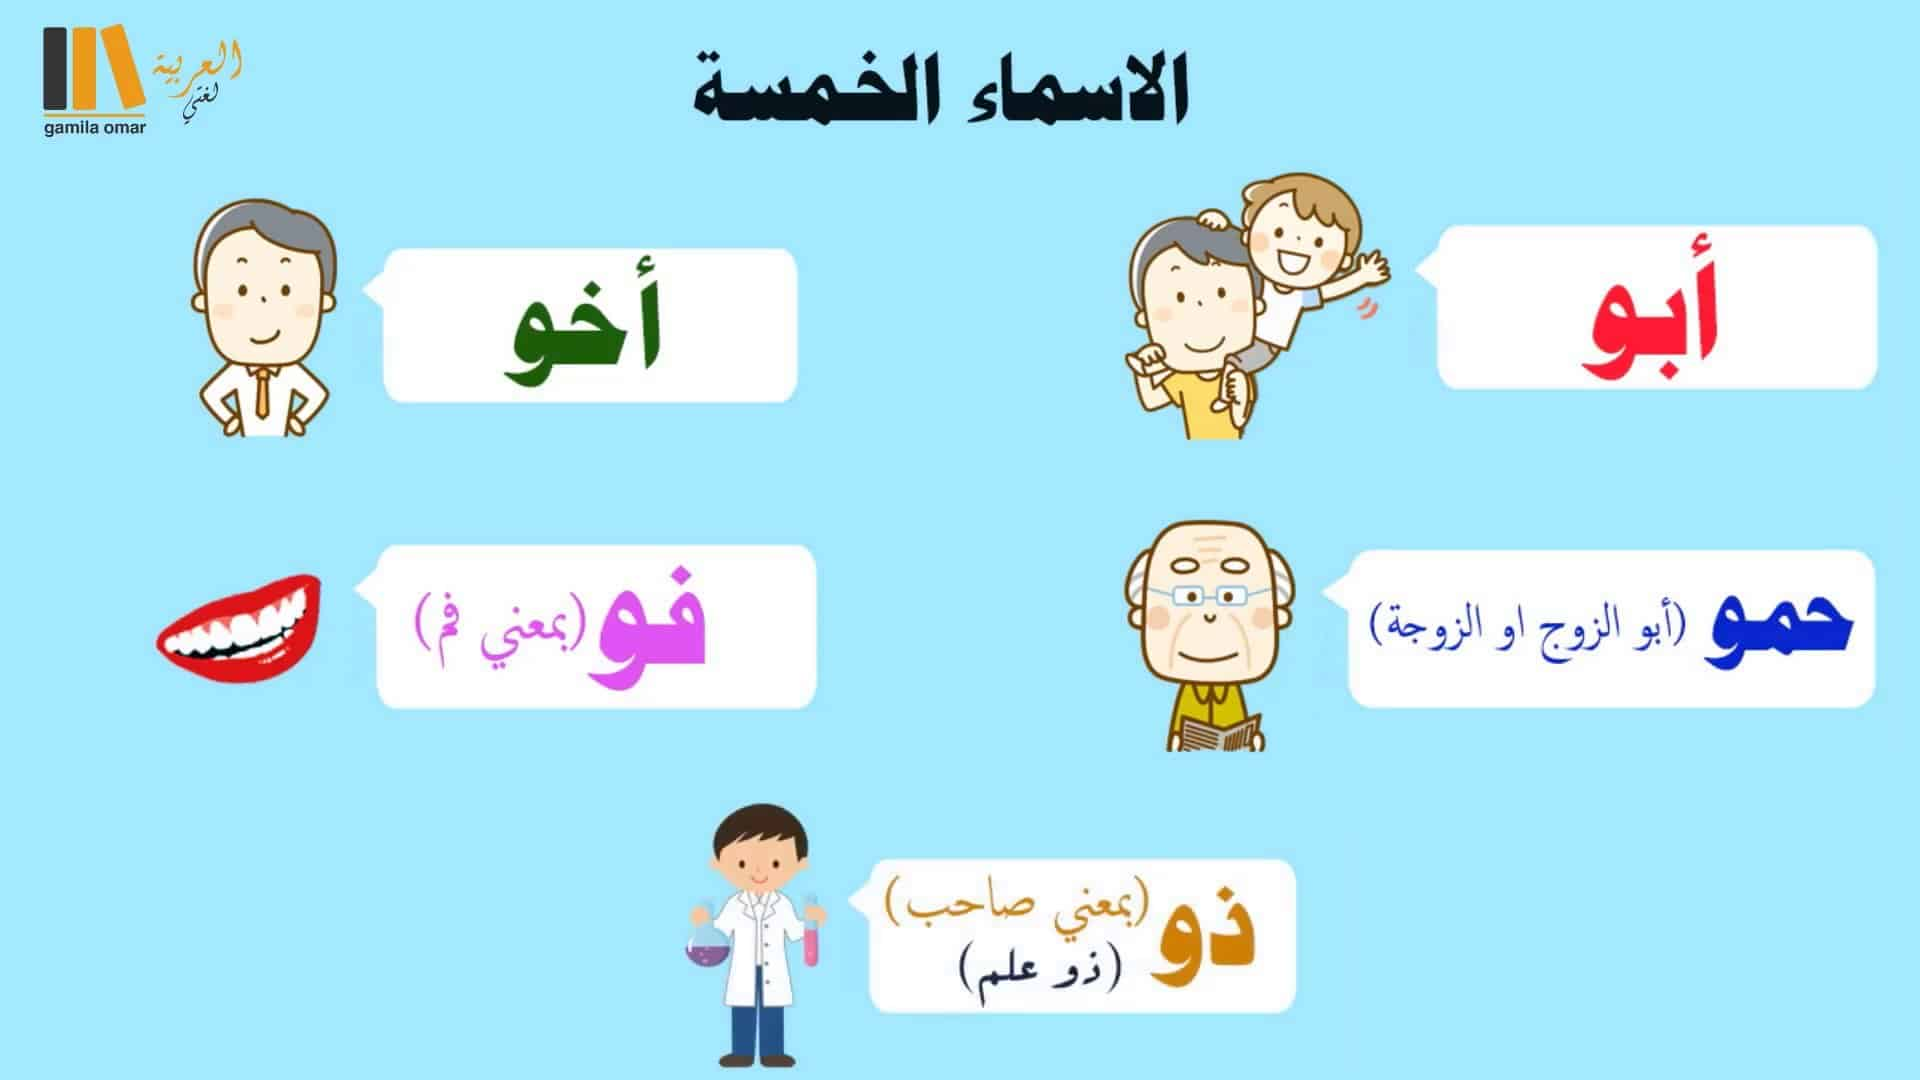 العربية
لغتي
gamila omar
الاسماء الخمسة
أبو
أخو
حمو (أبو الزوج او الزوجة)
فو (بمعني فم)
ذو (بمعني صاحب)
(ذو علم)